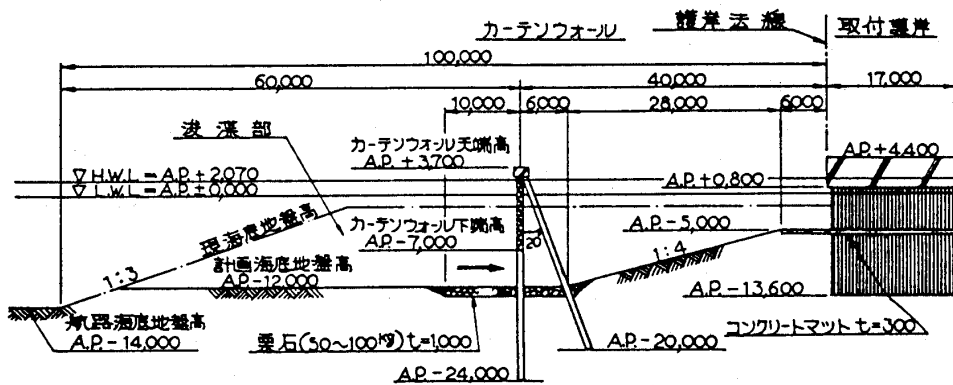 カーテンウォール
護岸法線
取付護岸
100,000
60,000
40,000
17,000
10,000
6,000
28,000
6000
浚渫部
カーテンウォール天端高
A.P. + 3,700
A.P. + 4,400
▽ H.W.L = A.P. + 2,070
▽ L.W.L = A.P. ± 0,000
A.P. + 0,800
現海底地盤高
カーテンウォール下端高
A.P. - 7,000
20°
A.P. - 5,000
1:3
計画海底地盤高
A.P. - 12,000
1:4
A.P. - 13,600
航路海底地盤高
A.P. - 14,000
栗石(50〜100kg) t=1,000
A.P. - 20,000
コンクリートマット t=300
A.P. - 24,000